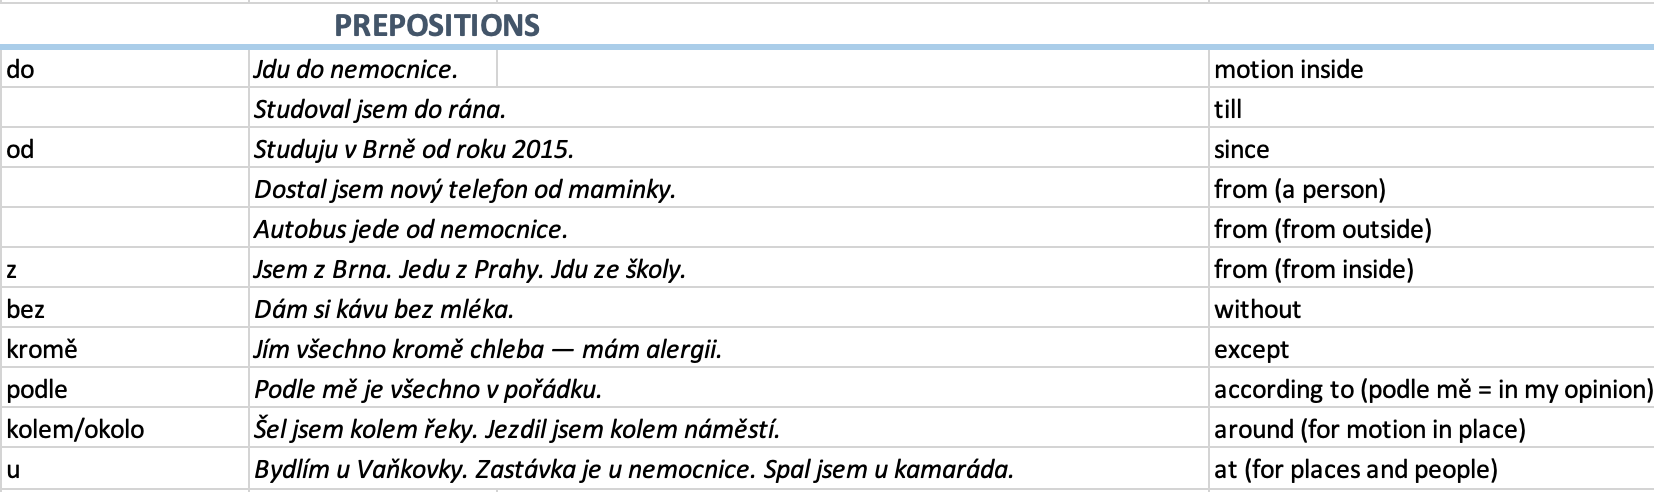 PREPOSITIONS
do Jdu do nemocnice. motion inside
Studoval jsem do rána. till
od Studuju v Brně od roku 2015. since
Dostal jsem nový telefon od maminky. from (a person)
Autobus jede od nemocnice. from (from outside)
z Jsem z Brna. Jedu z Prahy. Jdu ze školy. from (from inside)
bez Dám si kávu bez mléka. without
kromě Jím všechno kromě chleba — mám alergii. except
podle Podle mě je všechno v pořádku. according to (podle mě = in my opinion)
kolem/okolo Šel jsem kolem řeky. Jezdil jsem kolem náměstí. around (for motion in place)
u Bydlím u Vaňkovky. Zastávka je u nemocnice. Spal jsem u kamaráda. at (for places and people)